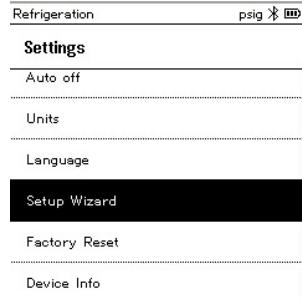 Refrigeration psig
Settings
Auto off
Units
Language
Setup Wizard
Factory Reset
Device Info